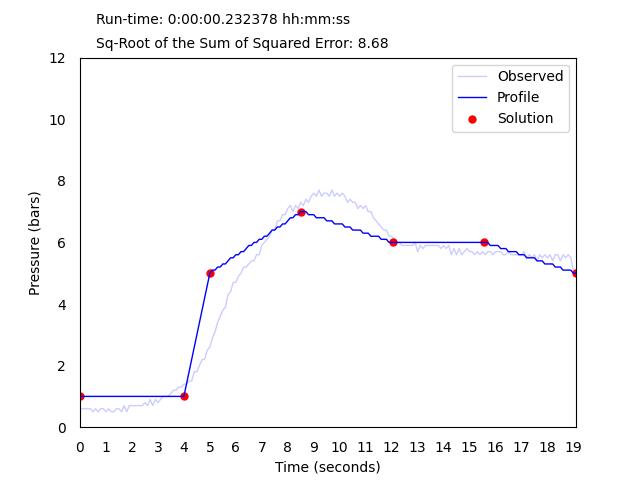 Run-time: 0:00:00.232378 hh:mm:ss
Sq-Root of the Sum of Squared Error: 8.68
Observed
Profile
Solution
12
10
8
6
4
2
0
Pressure (bars)
0 1 2 3 4 5 6 7 8 9 10 11 12 13 14 15 16 17 18 19
Time (seconds)